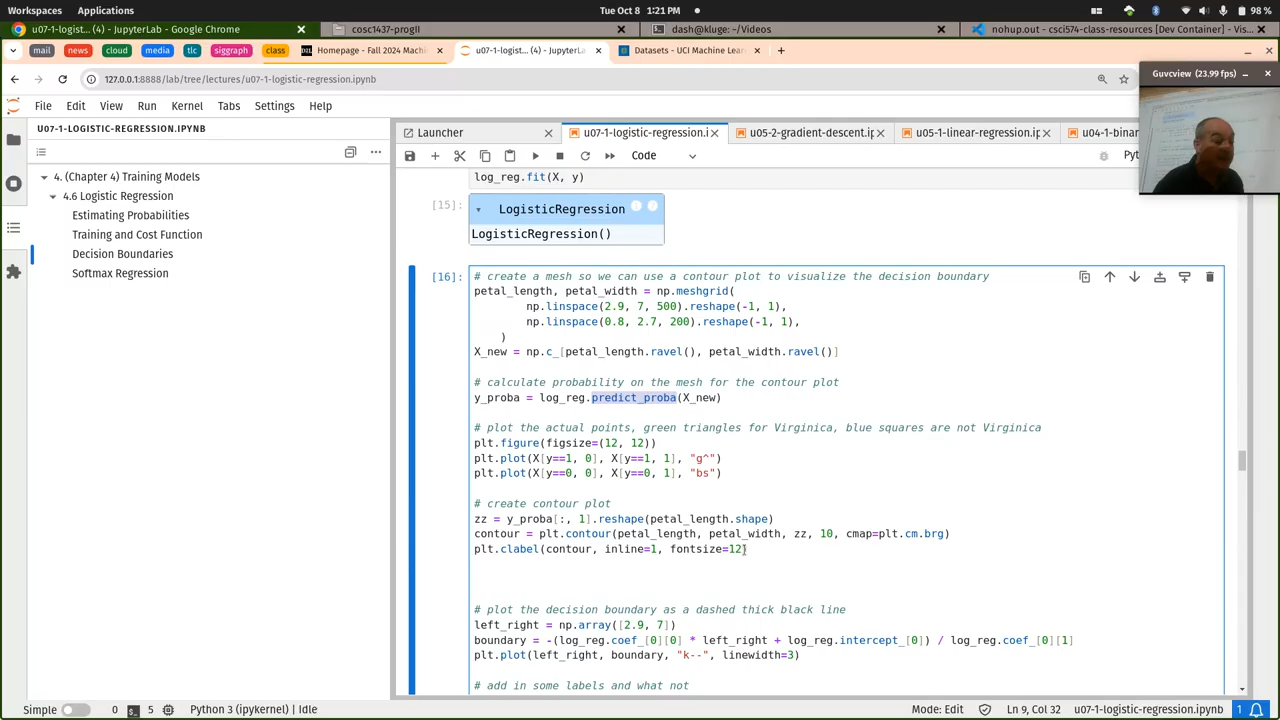 Workspaces Applications Tue Oct 8 1:21 PM 98 %
u07-1-logist... (4) - JupyterLab - Google Chrome cosc1437-progII dash@kluge:~/Videos nohup.out - csci574-class-resources [Dev Container] - V
mail news cloud media tlc siggraph class Homepage - Fall 2024 Machi u07-1-logist... (4) - JupyterL Datasets - UCI Machine Lear
127.0.0.1:8888/lab/tree/lectures/u07-1-logistic-regression.ipynb
Guvcview (23.99 fps)
File Edit View Run Kernel Tabs Settings Help
U07-1-LOGISTIC-REGRESSION.IPYNB
Launcher u07-1-logistic-regression.i u05-2-gradient-descent.ip u05-1-linear-regression.ip u04-1-binar
Code Pyt
4. (Chapter 4) Training Models
4.6 Logistic Regression
Estimating Probabilities
Training and Cost Function
Decision Boundaries
Softmax Regression
log_reg.fit(X, y)
[15]:
LogisticRegression
LogisticRegression()
[16]:
# create a mesh so we can use a contour plot to visualize the decision boundary
petal_length, petal_width = np.meshgrid(
np.linspace(2.9, 7, 500).reshape(-1, 1),
np.linspace(0.8, 2.7, 200).reshape(-1, 1),
)
X_new = np.c_[petal_length.ravel(), petal_width.ravel()]
# calculate probability on the mesh for the contour plot
y_proba = log_reg.predict_proba(X_new)
# plot the actual points, green triangles for Virginica, blue squares are not Virginica
plt.figure(figsize=(12, 12))
plt.plot(X[y==1, 0], X[y==1, 1], "g^")
plt.plot(X[y==0, 0], X[y==0, 1], "bs")
# create contour plot
zz = y_proba[:, 1].reshape(petal_length.shape)
contour = plt.contour(petal_length, petal_width, zz, 10, cmap=plt.cm.brg)
plt.clabel(contour, inline=1, fontsize=12)
# plot the decision boundary as a dashed thick black line
left_right = np.array([2.9, 7])
boundary = -(log_reg.coef_[0][0] * left_right + log_reg.intercept_[0]) / log_reg.coef_[0][1]
plt.plot(left_right, boundary, "k--", linewidth=3)
# add in some labels and what not
Simple 0 5 Python 3 (ipykernel) | Idle Mode: Edit Ln 9, Col 32 u07-1-logistic-regression.ipynb 1